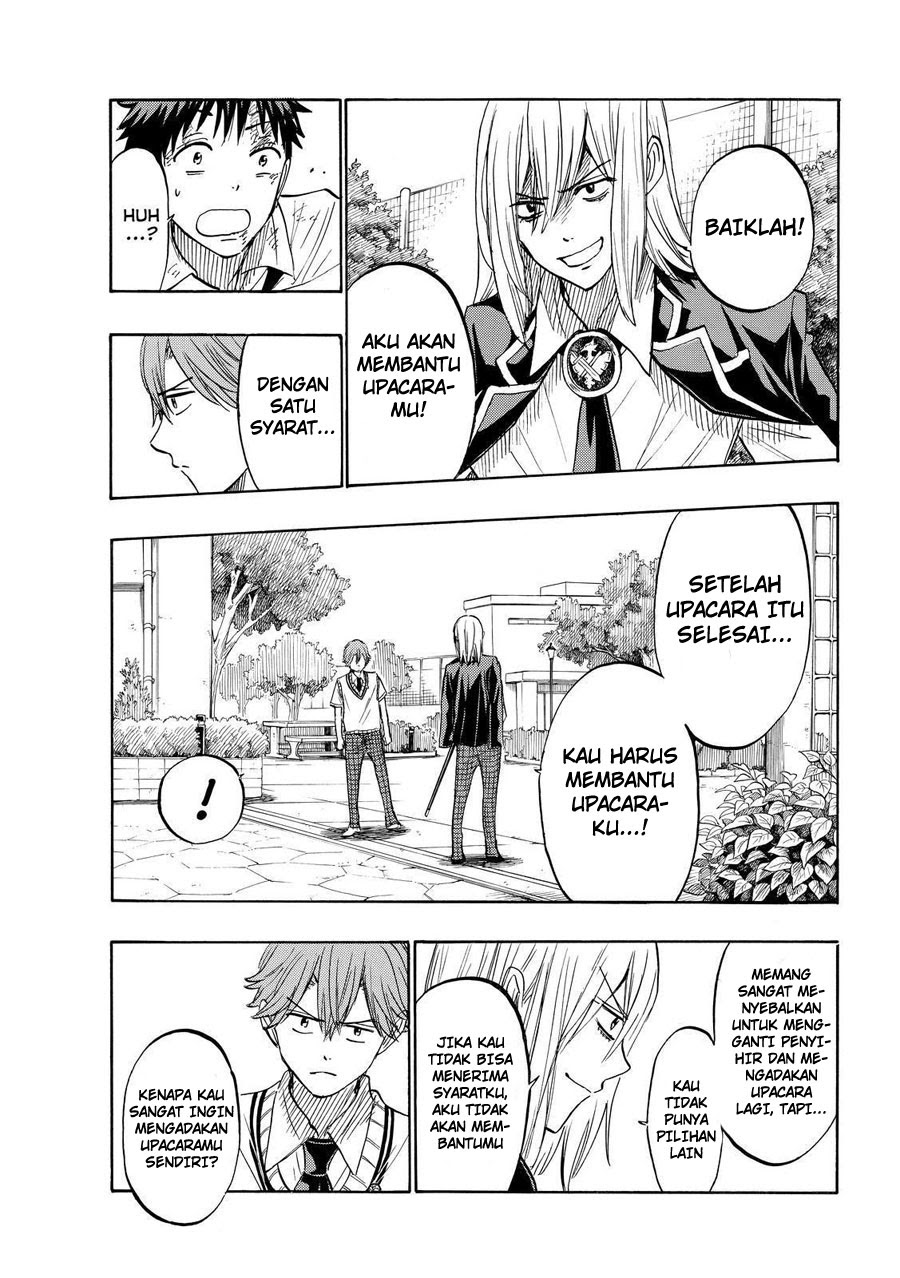 BAIKLAH!
AKU AKAN
MEMBANTU
UPACARA-
MU!
HUH
...?
DENGAN
SATU
SYARAT...
SETELAH
UPACARA ITU
SELESAI...
KAU HARUS
MEMBANTU
UPACARA-
KU...!
!
MEMANG
SANGAT ME-
NYEBALKAN
UNTUK MENG-
GANTI PENYI-
HIR DAN ME-
NGADAKAN
UPACARA
LAGI, TAPI...
KAU
TIDAK
PUNYA
PILIHAN
LAIN
JIKA KAU
TIDAK BISA
MENERIMA
SYARATKU,
AKU TIDAK
AKAN MEM-
BANTUMU
KENAPA KAU
SANGAT INGIN
MENGADAKAN
UPACARAMU
SENDIRI?